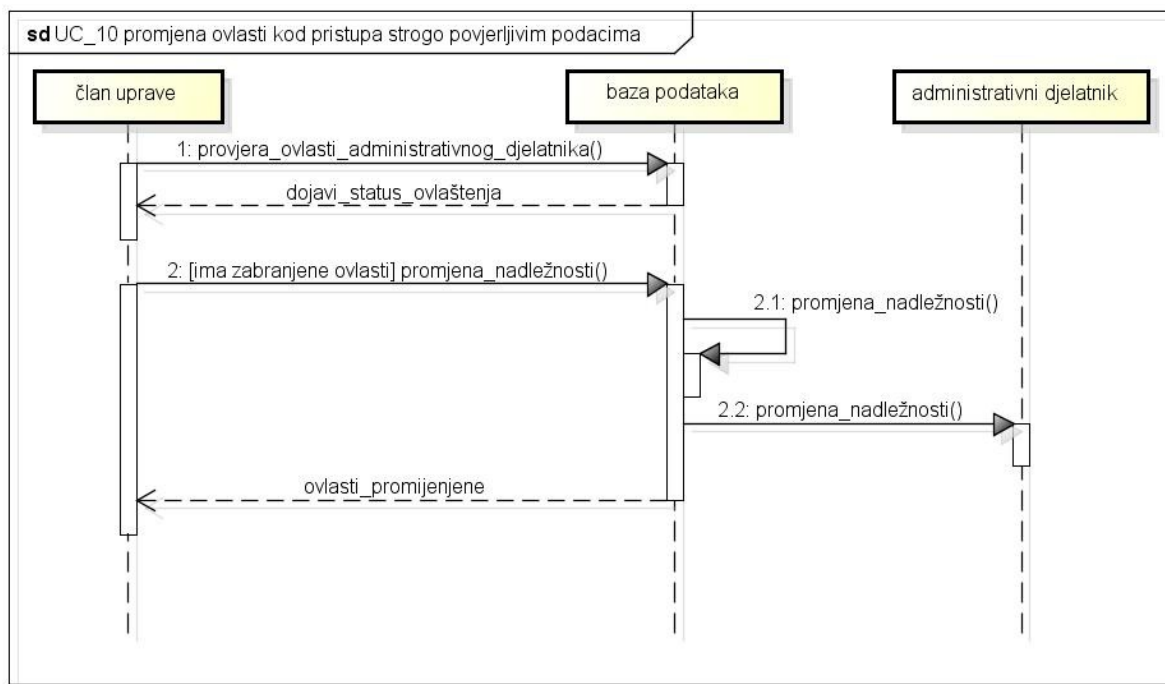 sd UC_10 promjena ovlasti kod pristupa strogo povjerljivim podacima
član uprave
baza podataka
administrativni djelatnik
1: provjera_ovlasti_administrativnog_djelatnika()
dojavi_status_ovlaštenja
2: [ima zabranjene ovlasti] promjena_nadležnosti()
2.1: promjena_nadležnosti()
2.2: promjena_nadležnosti()
ovlasti_promijenjene